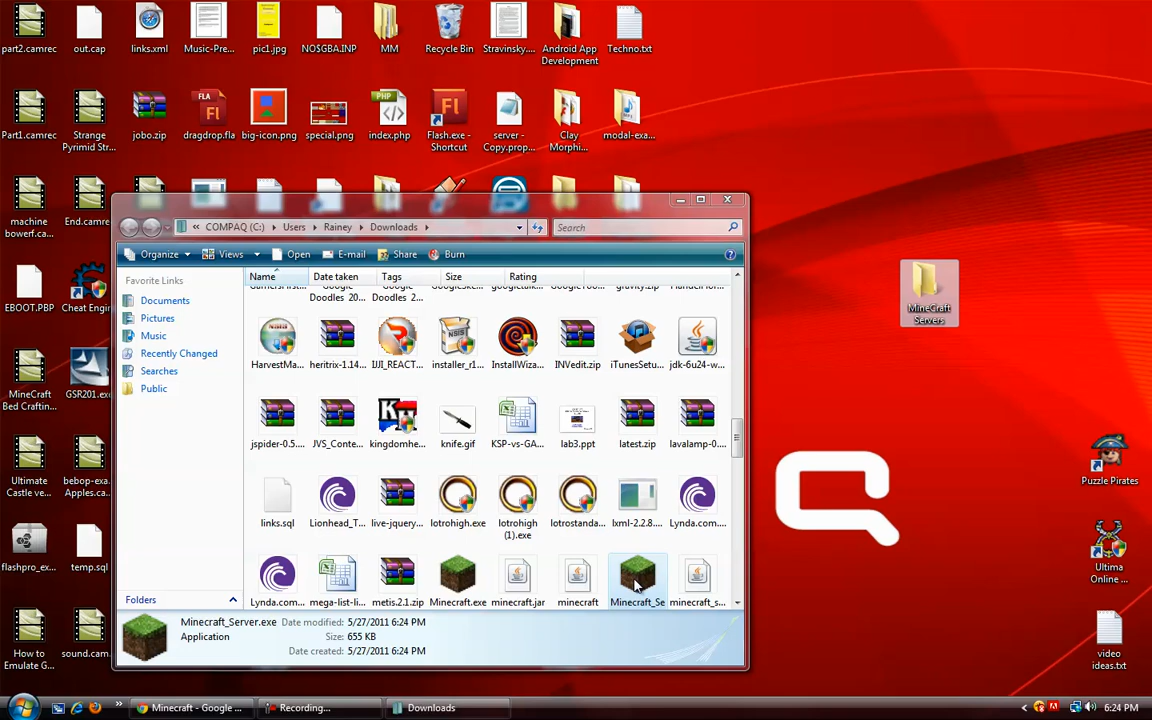 part2.camrec
out.cap
links.xml
Music-Pre...
pic1.jpg
NO$GBA.INP
MM
Recycle Bin
Stravinsky....
Android App
Development
Techno.txt
Part1.camrec
Strange
Pyrimid Str...
jobo.zip
dragdrop.fla
big-icon.png
special.png
index.php
Flash.exe -
Shortcut
server -
Copy.prop...
Clay
Morphi...
modal-exa...
machine
bowerf.ca...
End.camre
EBOOT.PBP
Cheat Engin
MineCraft
Bed Craftin...
GSR201.exe
Ultimate
Castle ve...
bebop-exa
Apples.ca
flashpro_ex...
temp.sql
How to
Emulate G...
sound.cam
COMPAQ (C:)
Users
Rainey
Downloads
Search
Organize
Views
Open
E-mail
Share
Burn
Favorite Links
Documents
Pictures
Music
Recently Changed
Searches
Public
Folders
Name
Date taken
Tags
Size
Rating
Google
Doodles 20...
Google
Doodles 2...
gravity.zip
HarvestMa...
heritrix-1.14...
IJJI_REACT...
installer_r1...
InstallWiza...
INVedit.zip
iTunesSetu...
jdk-6u24-w...
jspider-0.5...
JVS_Conte...
kingdomhe...
knife.gif
KSP-vs-GA...
lab3.ppt
latest.zip
lavalamp-0...
links.sql
Lionhead_T...
live-jquery...
lotrohigh.exe
lotrohigh
(1).exe
lotrostanda...
lxml-2.2.8....
Lynda.com...
Lynda.com...
mega-list-li...
metis.2.1.zip
Minecraft.exe
minecraft.jar
minecraft
Minecraft_Se
minecraft_s...
Minecraft_Server.exe
Application
Date modified: 5/27/2011 6:24 PM
Size: 655 KB
Date created: 5/27/2011 6:24 PM
MineCraft
Servers
Puzzle Pirates
Ultima
Online ...
video
ideas.txt
Minecraft - Google ...
Recording...
Downloads
6:24 PM